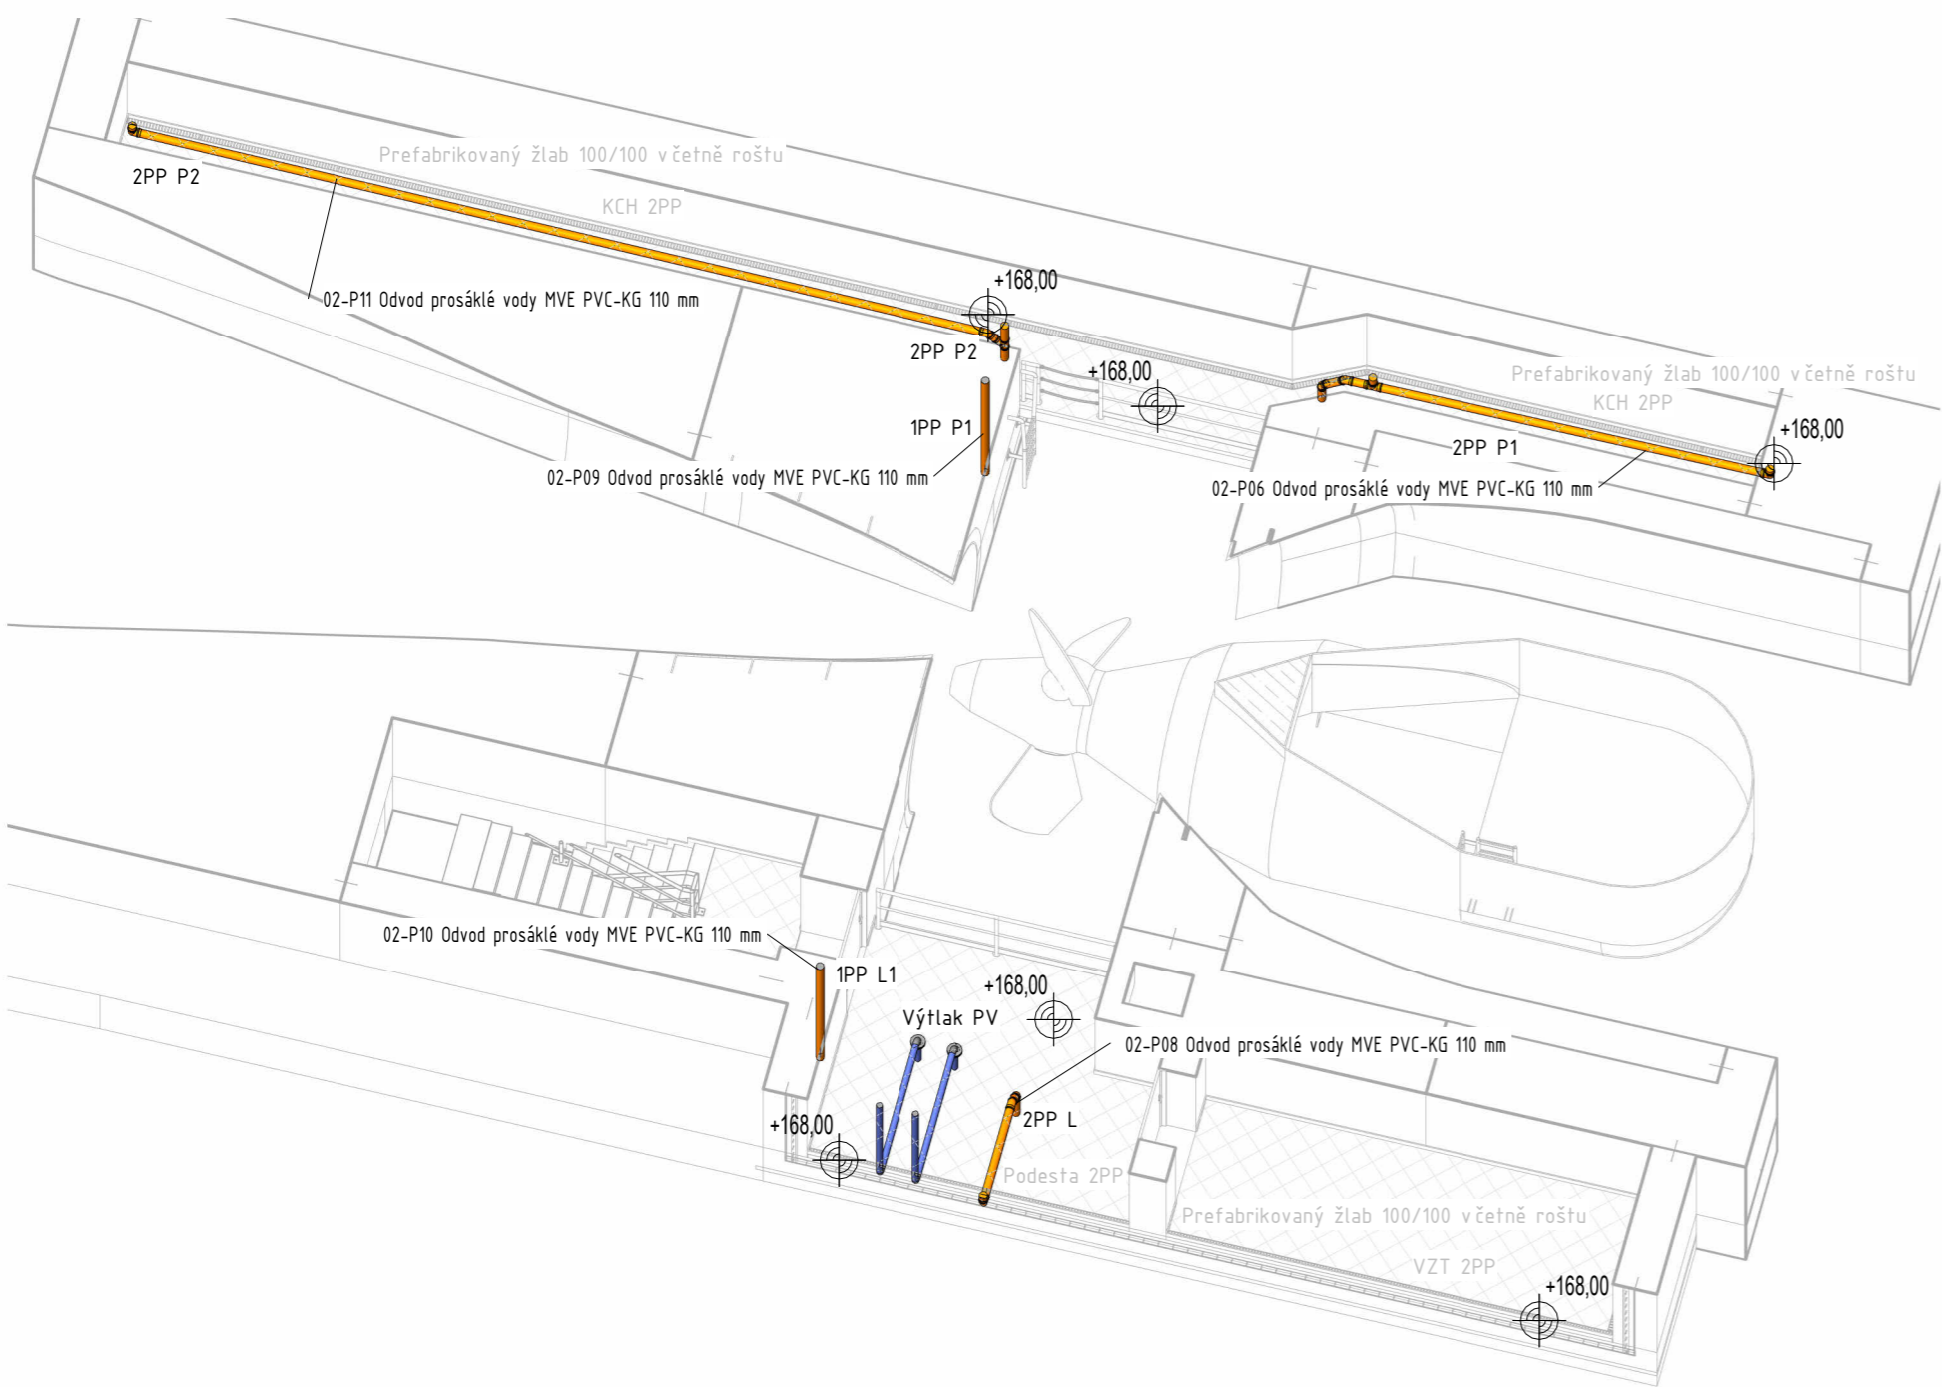 Prefabrikovaný žlab 100/100 včetně roštu
2PP P2
KCH 2PP
+168,00
02-P11 Odvod prosáklé vody MVE PVC-KG 110 mm
2PP P2
+168,00
Prefabrikovaný žlab 100/100 včetně roštu
KCH 2PP
+168,00
1PP P1
2PP P1
02-P09 Odvod prosáklé vody MVE PVC-KG 110 mm
02-P06 Odvod prosáklé vody MVE PVC-KG 110 mm
02-P10 Odvod prosáklé vody MVE PVC-KG 110 mm
1PP L1
+168,00
Výtlak PV
02-P08 Odvod prosáklé vody MVE PVC-KG 110 mm
+168,00
2PP L
Podesta 2PP
Prefabrikovaný žlab 100/100 včetně roštu
VZT 2PP
+168,00